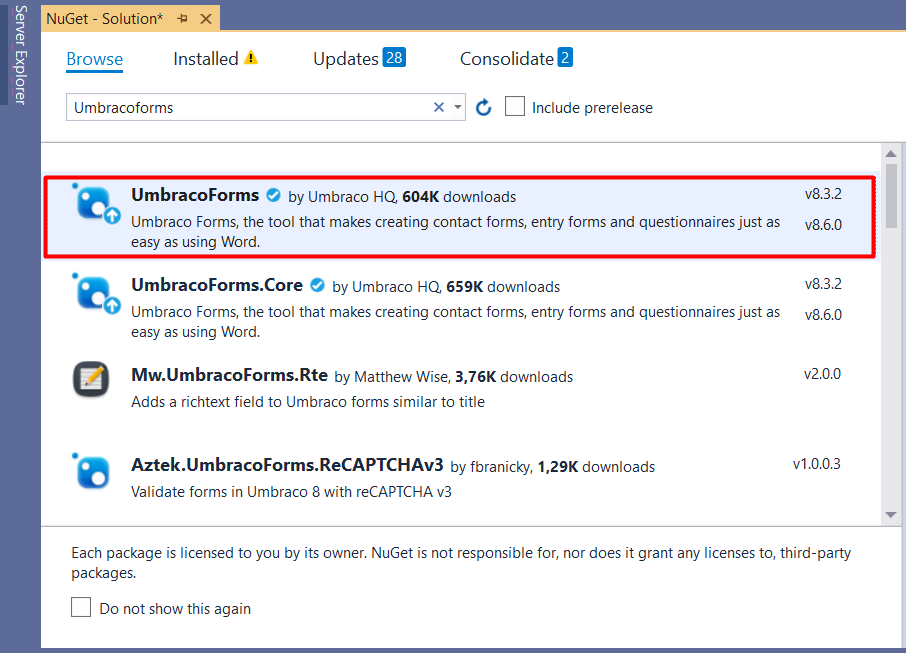 Server Explorer
NuGet - Solution*
Browse Installed Updates 28 Consolidate 2
Umbracoforms Include prerelease
UmbracoForms by Umbraco HQ, 604K downloads v8.3.2
Umbraco Forms, the tool that makes creating contact forms, entry forms and questionnaires just as v8.6.0
easy as using Word.
UmbracoForms.Core by Umbraco HQ, 659K downloads v8.3.2
Umbraco Forms, the tool that makes creating contact forms, entry forms and questionnaires just as v8.6.0
easy as using Word.
Mw.UmbracoForms.Rte by Matthew Wise, 3,76K downloads v2.0.0
Adds a richtext field to Umbraco forms similar to title
Aztek.UmbracoForms.ReCAPTCHAv3 by fbranicky, 1,29K downloads v1.0.0.3
Validate forms in Umbraco 8 with reCAPTCHA v3
Each package is licensed to you by its owner. NuGet is not responsible for, nor does it grant any licenses to, third-party
packages.
Do not show this again